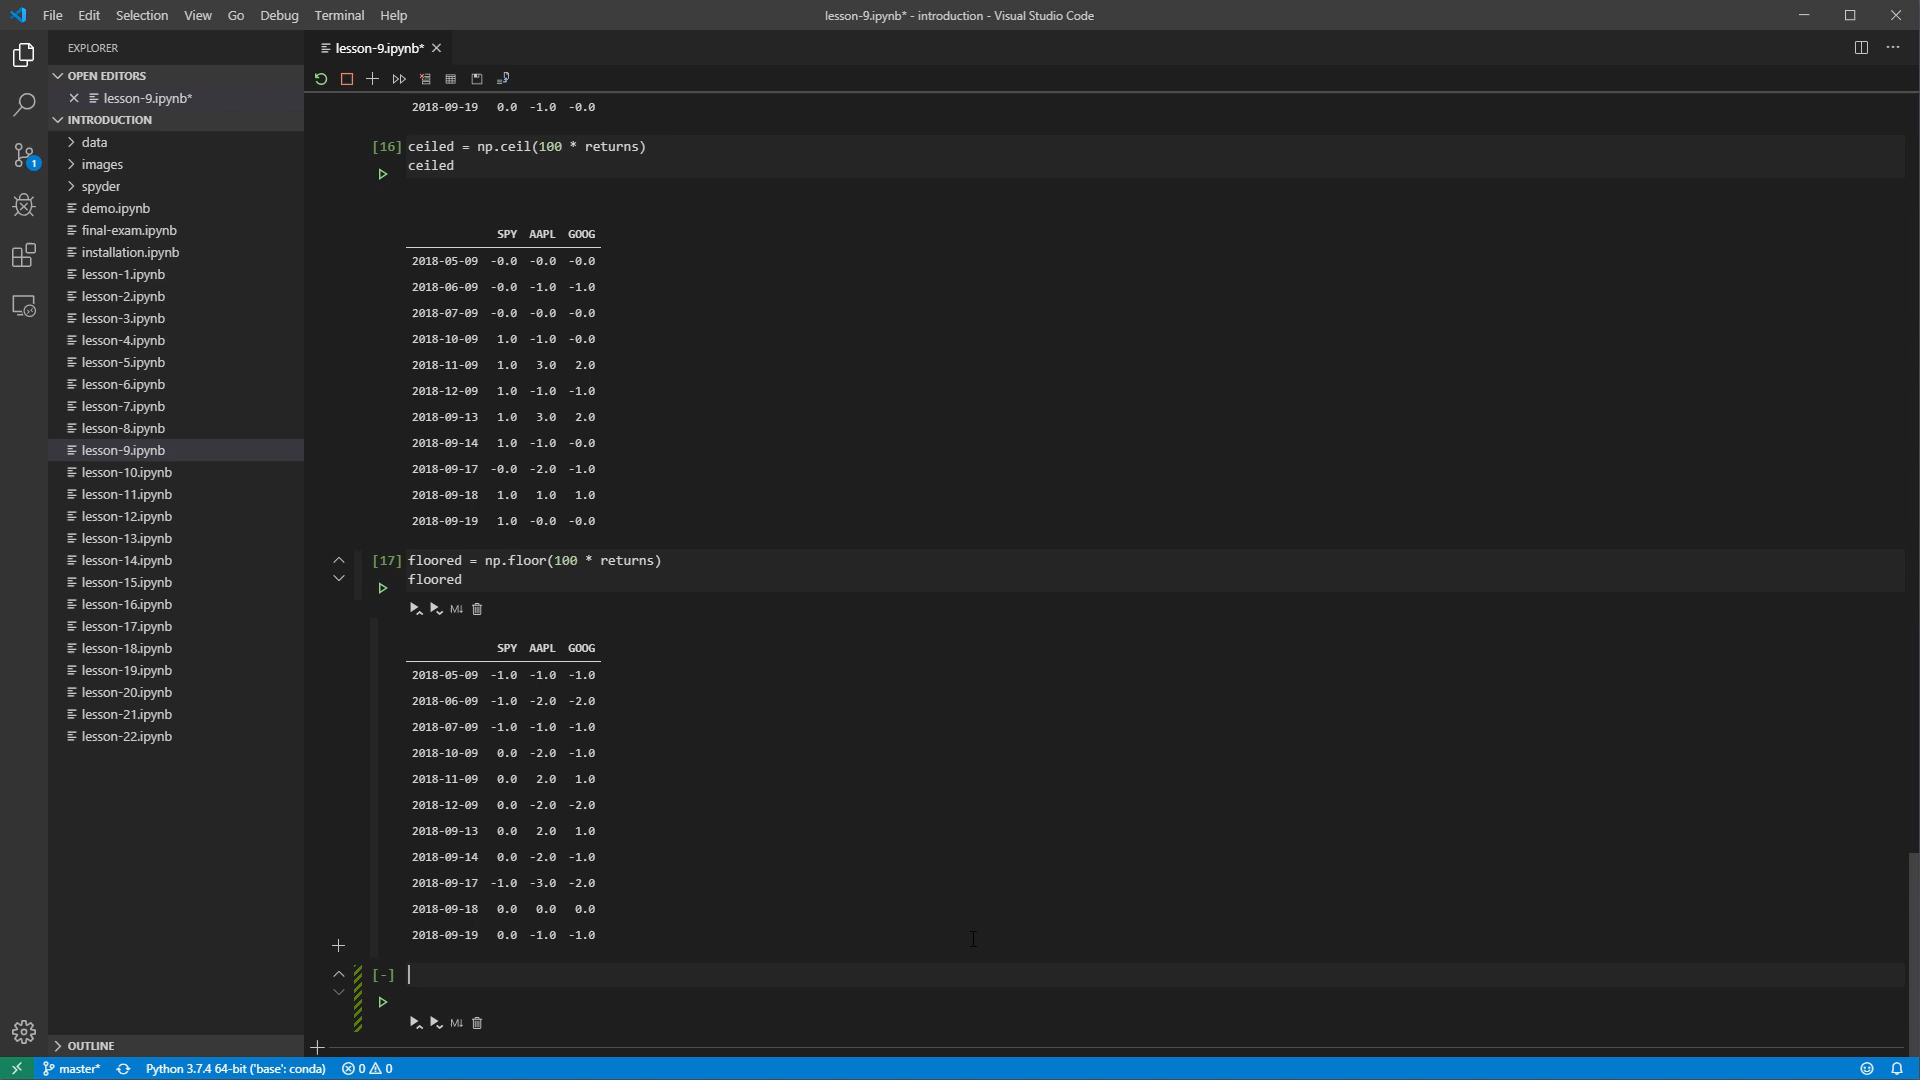 File Edit Selection View Go Debug Terminal Help
lesson-9.ipynb* - introduction - Visual Studio Code
EXPLORER
OPEN EDITORS
lesson-9.ipynb*
INTRODUCTION
data
images
spyder
demo.ipynb
final-exam.ipynb
installation.ipynb
lesson-1.ipynb
lesson-2.ipynb
lesson-3.ipynb
lesson-4.ipynb
lesson-5.ipynb
lesson-6.ipynb
lesson-7.ipynb
lesson-8.ipynb
lesson-9.ipynb
lesson-10.ipynb
lesson-11.ipynb
lesson-12.ipynb
lesson-13.ipynb
lesson-14.ipynb
lesson-15.ipynb
lesson-16.ipynb
lesson-17.ipynb
lesson-18.ipynb
lesson-19.ipynb
lesson-20.ipynb
lesson-21.ipynb
lesson-22.ipynb
OUTLINE
1
lesson-9.ipynb*
2018-09-19 0.0 -1.0 -0.0
[16] ceiled = np.ceil(100 * returns)
ceiled
SPY AAPL GOOG
2018-05-09 -0.0 -0.0 -0.0
2018-06-09 -0.0 -1.0 -1.0
2018-07-09 -0.0 -0.0 -0.0
2018-10-09 1.0 -1.0 -0.0
2018-11-09 1.0 3.0 2.0
2018-12-09 1.0 -1.0 -1.0
2018-09-13 1.0 3.0 2.0
2018-09-14 1.0 -1.0 -0.0
2018-09-17 -0.0 -2.0 -1.0
2018-09-18 1.0 1.0 1.0
2018-09-19 1.0 -0.0 -0.0
[17] floored = np.floor(100 * returns)
floored
M↓
SPY AAPL GOOG
2018-05-09 -1.0 -1.0 -1.0
2018-06-09 -1.0 -2.0 -2.0
2018-07-09 -1.0 -1.0 -1.0
2018-10-09 0.0 -2.0 -1.0
2018-11-09 0.0 2.0 1.0
2018-12-09 0.0 -2.0 -2.0
2018-09-13 0.0 2.0 1.0
2018-09-14 0.0 -2.0 -1.0
2018-09-17 -1.0 -3.0 -2.0
2018-09-18 0.0 0.0 0.0
2018-09-19 0.0 -1.0 -1.0
[-]
M↓
master* Python 3.7.4 64-bit ('base': conda) 0 0